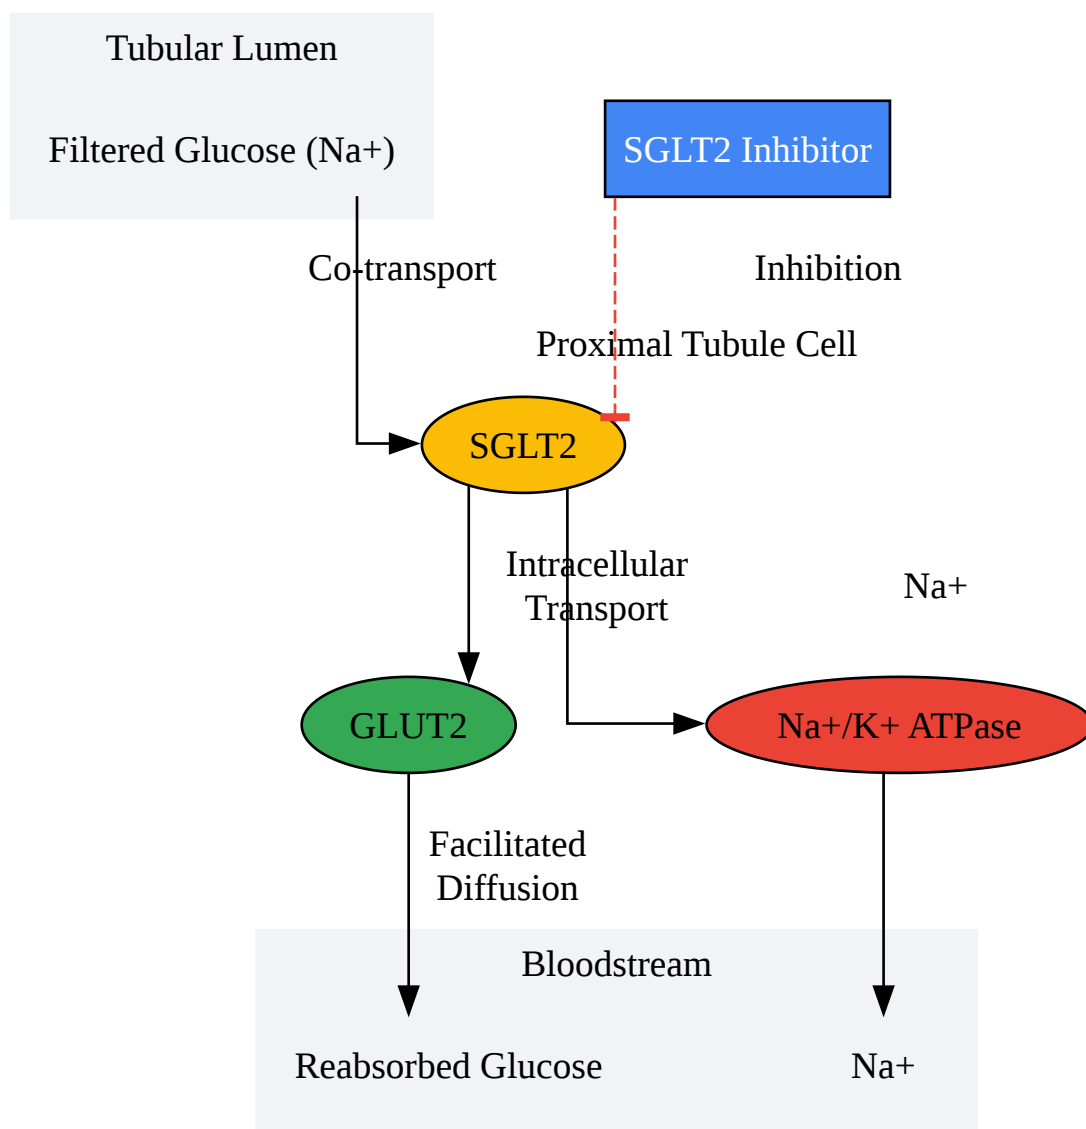 Tubular Lumen
Filtered Glucose (Na+)
SGLT2 Inhibitor
Co-transport
Inhibition
Proximal Tubule Cell
SGLT2
Intracellular
Transport
Na+
GLUT2
Na+/K+ ATPase
Facilitated
Diffusion
Bloodstream
Reabsorbed Glucose
Na+